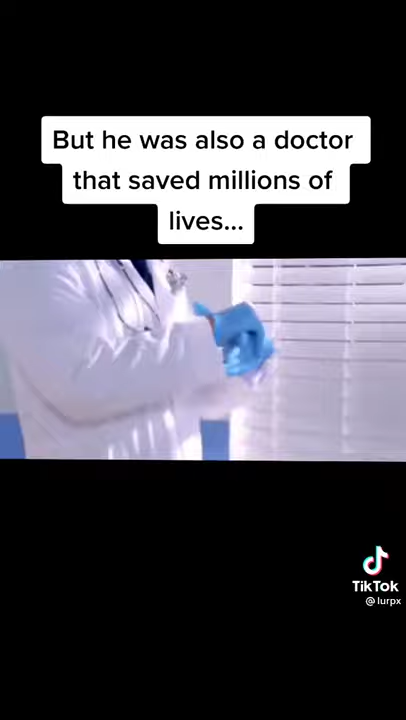 But he was also a doctor
that saved millions of
lives...
TikTok
@lurpx